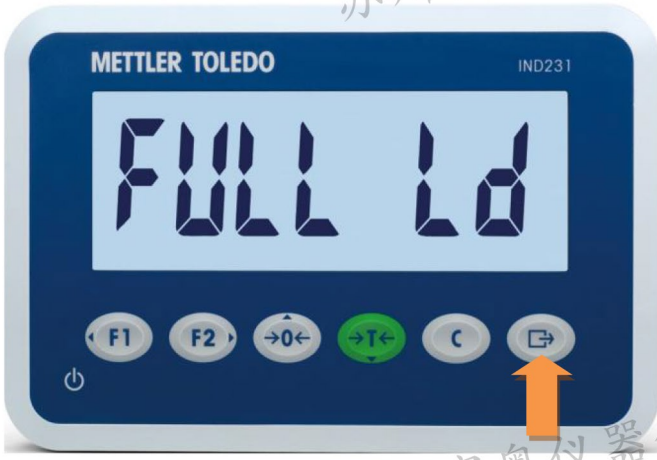 METTLER TOLEDO
IND231
FULL Ld
F1 F2 →0← →T← C